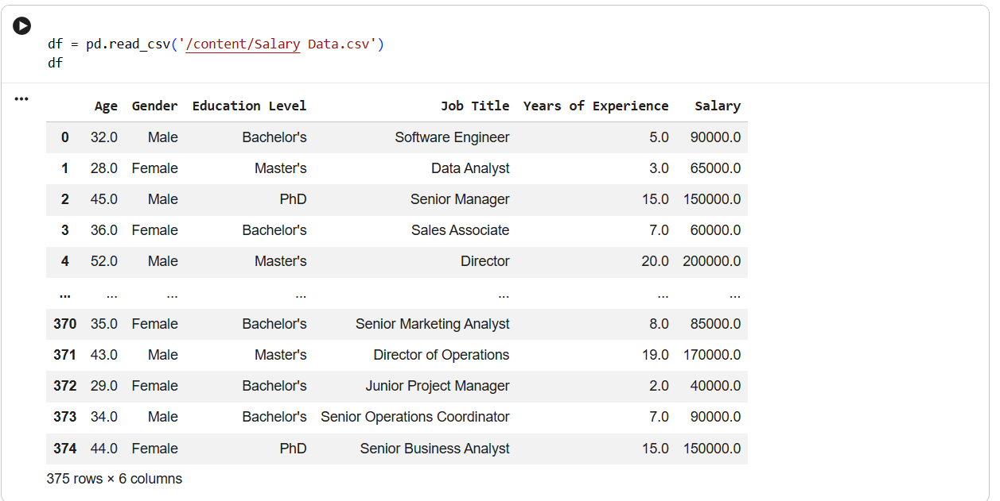 df = pd.read_csv('/content/Salary Data.csv')
df
Age Gender Education Level Job Title Years of Experience Salary
0 32.0 Male Bachelor's Software Engineer 5.0 90000.0
1 28.0 Female Master's Data Analyst 3.0 65000.0
2 45.0 Male PhD Senior Manager 15.0 150000.0
3 36.0 Female Bachelor's Sales Associate 7.0 60000.0
4 52.0 Male Master's Director 20.0 200000.0
... ... ... ... ... ... ...
370 35.0 Female Bachelor's Senior Marketing Analyst 8.0 85000.0
371 43.0 Male Master's Director of Operations 19.0 170000.0
372 29.0 Female Bachelor's Junior Project Manager 2.0 40000.0
373 34.0 Male Bachelor's Senior Operations Coordinator 7.0 90000.0
374 44.0 Female PhD Senior Business Analyst 15.0 150000.0
375 rows × 6 columns